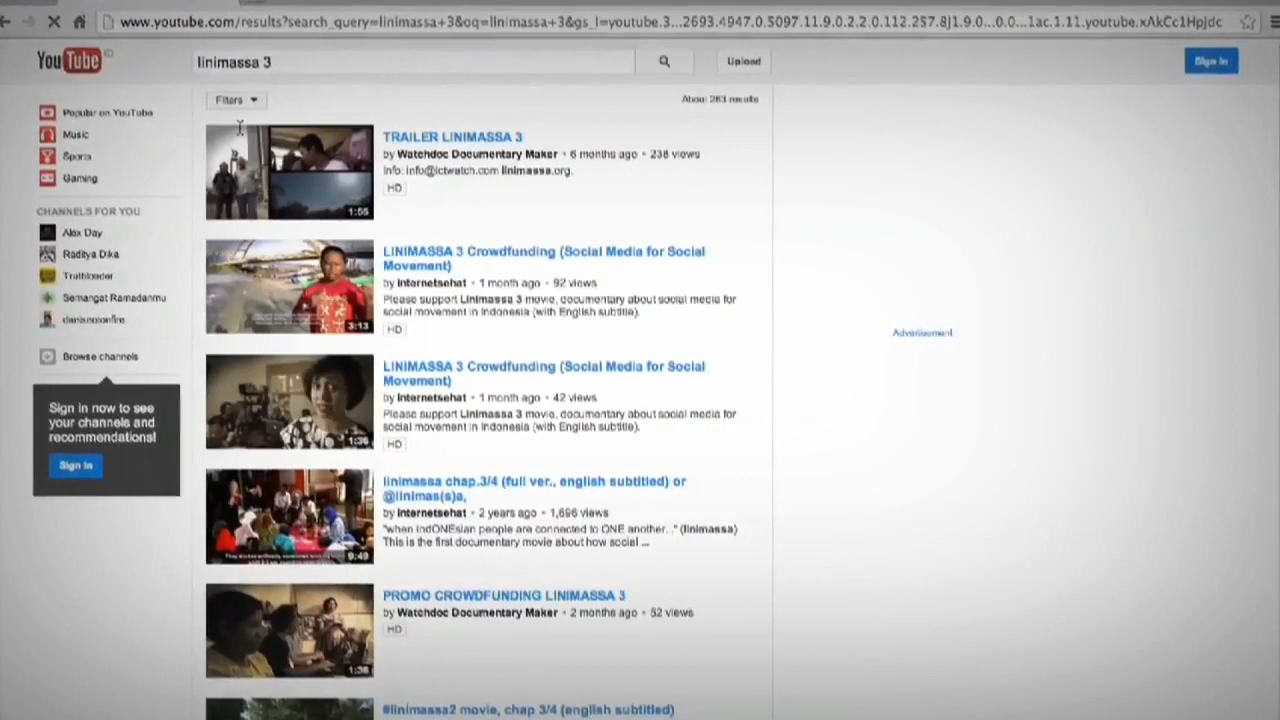 www.youtube.com/results?search_query=linimassa+3&oq=linimassa+3&gs_l=youtube.3...2693.4947.0.5097.11.9.0.2.2.0.112.257.8j1.9.0...0.0...1ac.1.11.youtube.xAkCc1Hpjdc
YouTube ID
linimassa 3
Upload
Sign in
Filters
About 263 results
Popular on YouTube
Music
Sports
Gaming
CHANNELS FOR YOU
Alex Day
Raditya Dika
Truthloader
Semangat Ramadanmu
Browse channels
Sign in now to see
your channels and
recommendations!
Sign in
TRAILER LINIMASSA 3
by Watchdoc Documentary Maker • 6 months ago • 238 views
Info: info@ictwatch.com linimassa.org.
HD
1:55
LINIMASSA 3 Crowdfunding (Social Media for Social
Movement)
by internetsehat • 1 month ago • 92 views
Please support Linimassa 3 movie, documentary about social media for
social movement in Indonesia (with English subtitle).
HD
3:13
LINIMASSA 3 Crowdfunding (Social Media for Social
Movement)
by internetsehat • 1 month ago • 42 views
Please support Linimassa 3 movie, documentary about social media for
social movement in Indonesia (with English subtitle).
HD
1:36
linimassa chap.3/4 (full ver., english subtitled) or
@linimas(s)a,
by internetsehat • 2 years ago • 1,696 views
"when indONEsian people are connected to ONE another..." (linimassa)
This is the first documentary movie about how social ...
9:49
PROMO CROWDFUNDING LINIMASSA 3
by Watchdoc Documentary Maker • 2 months ago • 52 views
HD
1:36
#linimassa2 movie, chap 3/4 (english subtitled)
Advertisement